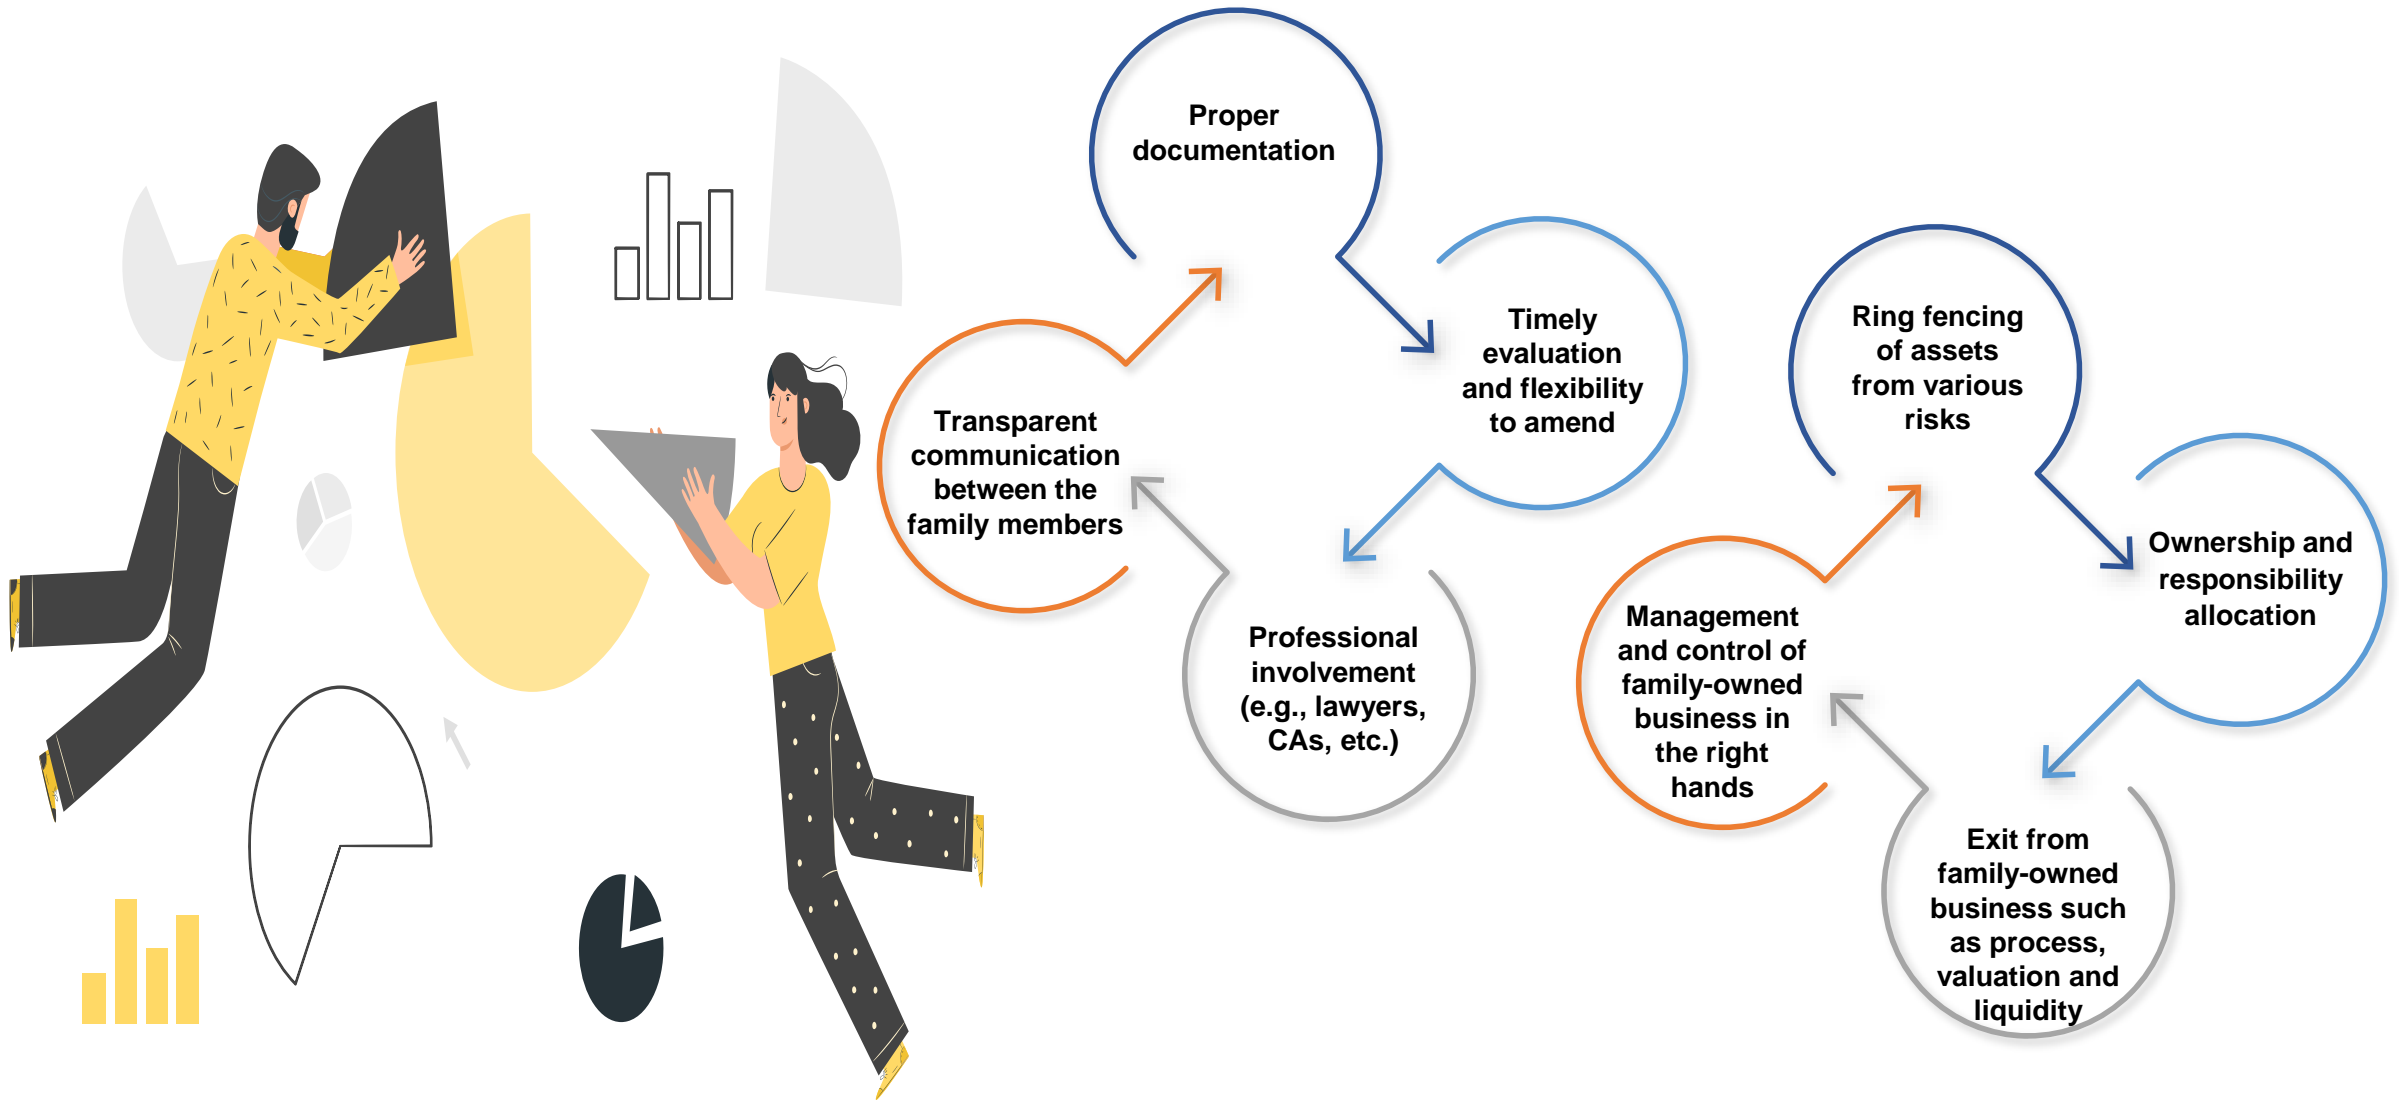 Proper
documentation
Timely
evaluation
and flexibility
to amend
Professional
involvement
(e.g., lawyers,
CAs, etc.)
Transparent
communication
between the
family members
Ring fencing
of assets
from various
risks
Ownership and
responsibility
allocation
Exit from
family-owned
business such
as process,
valuation and
liquidity
Management
and control of
family-owned
business in
the right
hands